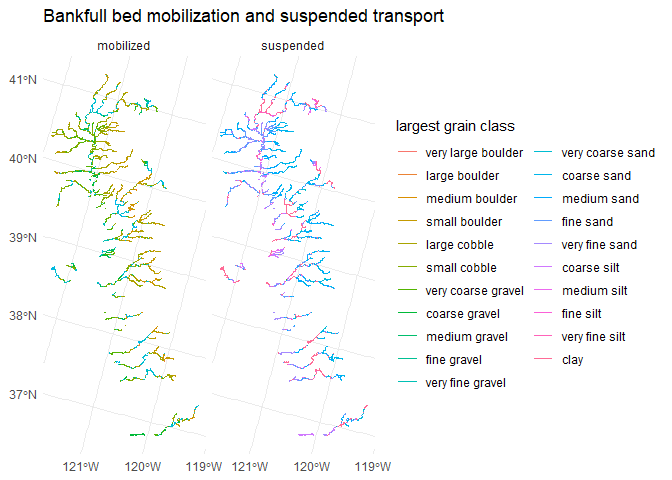 Bankfull bed mobilization and suspended transport
mobilized
suspended
41°N
40°N
39°N
38°N
37°N
121°W
120°W
119°W
121°W
120°W
119°W
largest grain class
very large boulder
large boulder
medium boulder
small boulder
large cobble
small cobble
very coarse gravel
coarse gravel
medium gravel
fine gravel
very fine gravel
very coarse sand
coarse sand
medium sand
fine sand
very fine sand
coarse silt
medium silt
fine silt
very fine silt
clay